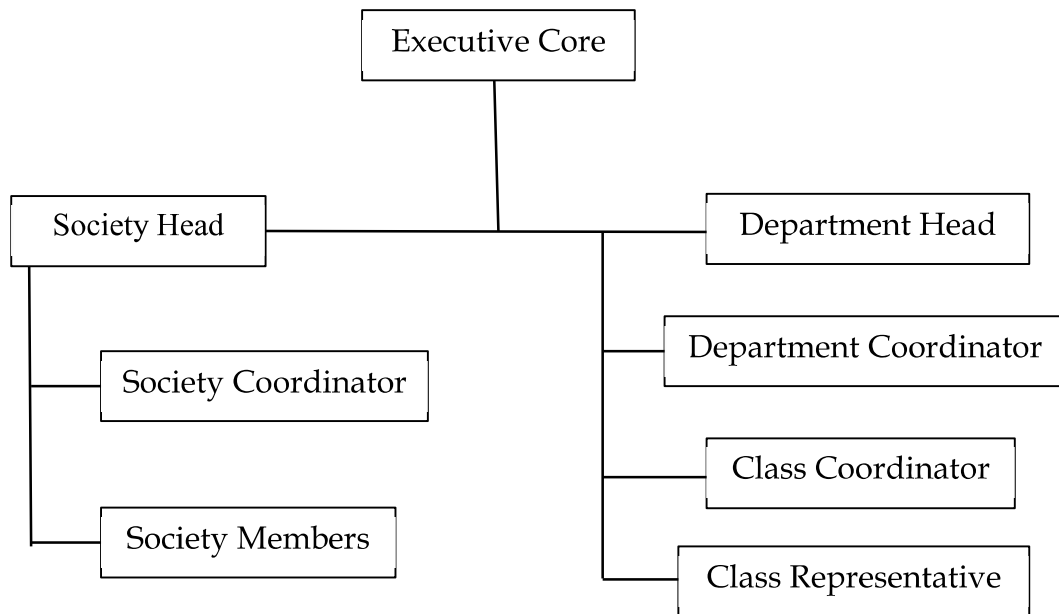 Executive Core
Society Head
Department Head
Department Coordinator
Society Coordinator
Class Coordinator
Society Members
Class Representative